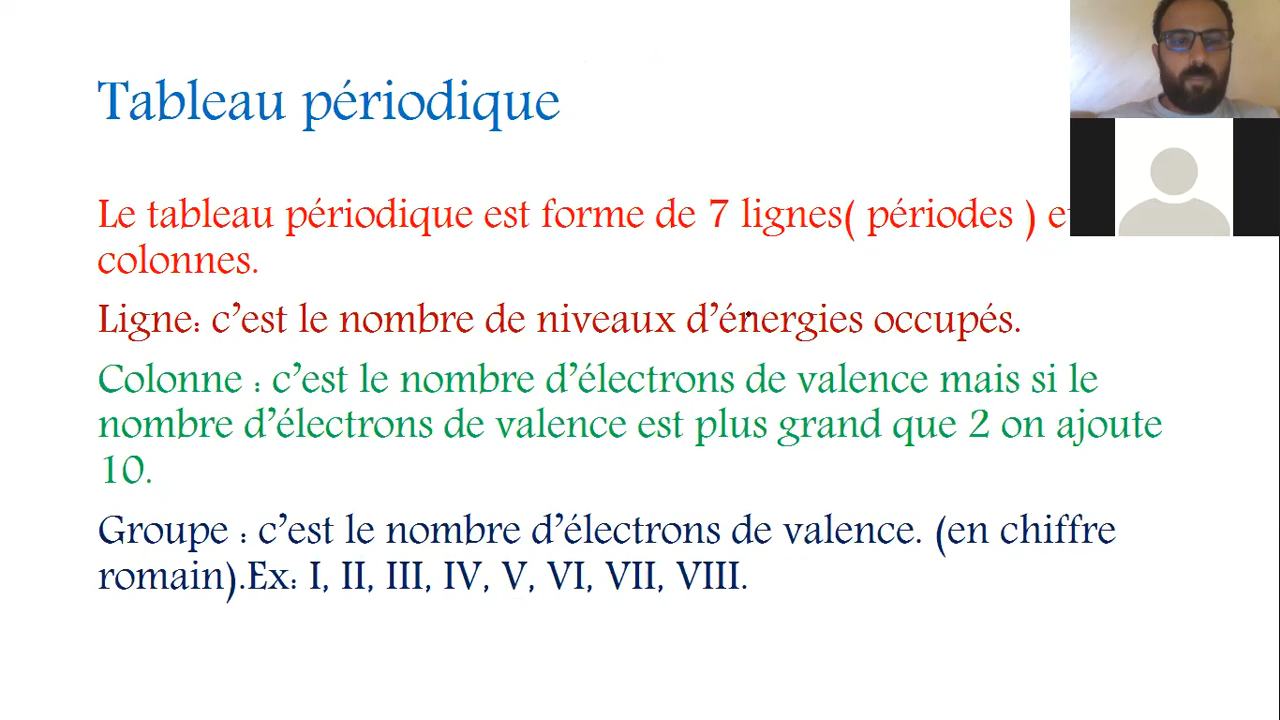 Tableau périodique
Le tableau périodique est forme de 7 lignes( périodes )
colonnes.
Ligne: c’est le nombre de niveaux d’énergies occupés.
Colonne : c’est le nombre d’électrons de valence mais si le
nombre d’électrons de valence est plus grand que 2 on ajoute
10.
Groupe : c’est le nombre d’électrons de valence. (en chiffre
romain).Ex: I, II, III, IV, V, VI, VII, VIII.